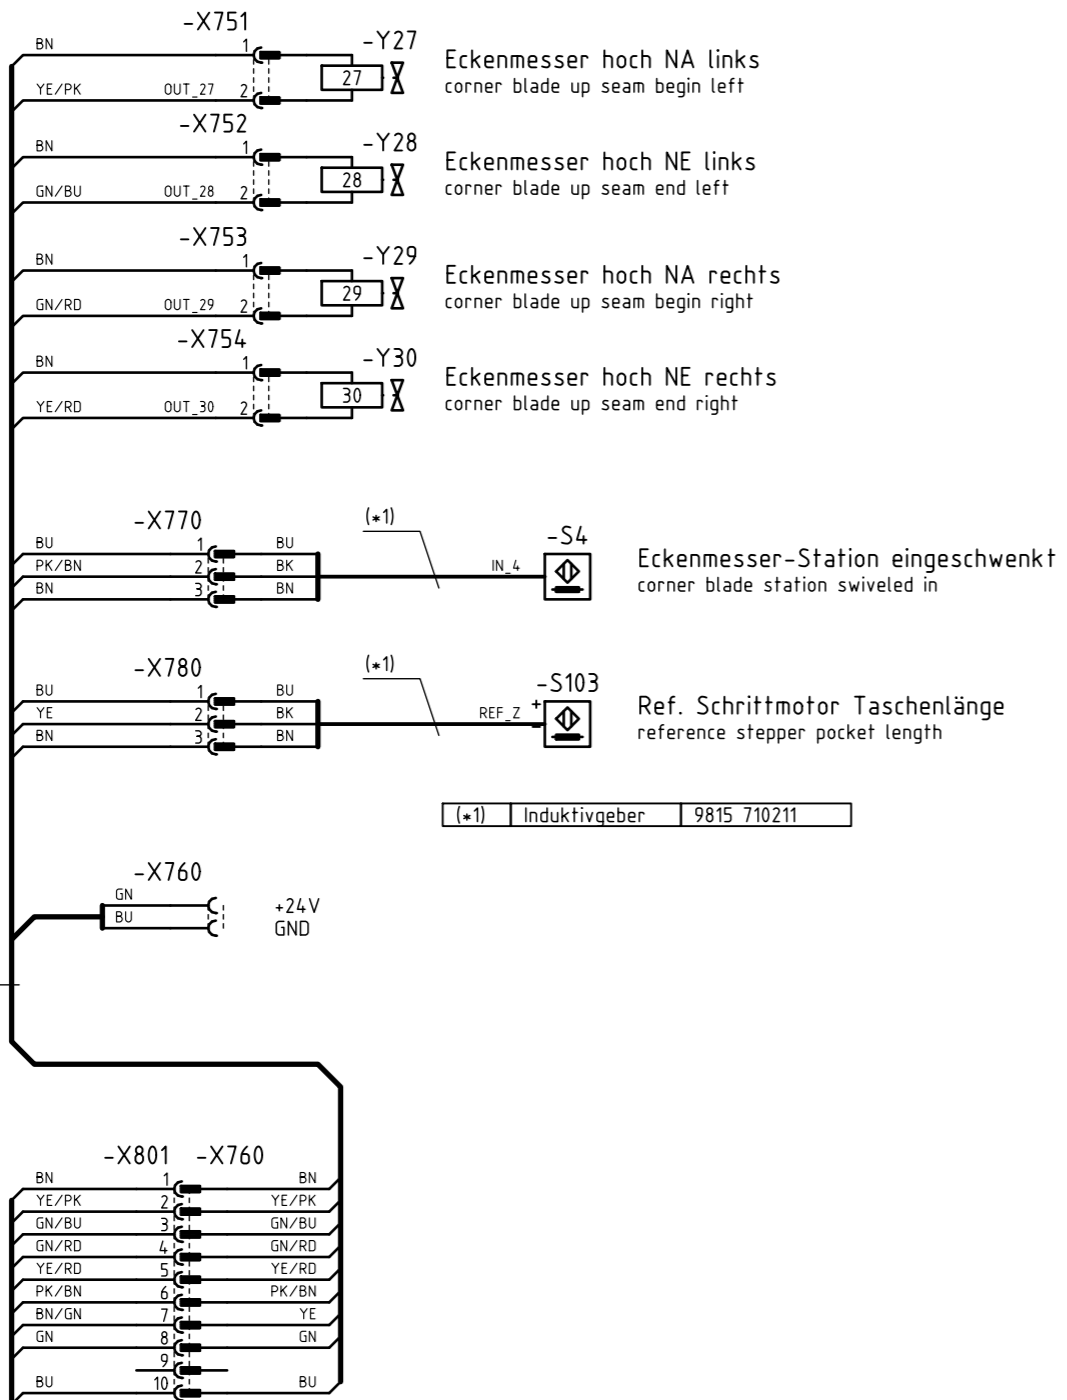 -X751
BN 1 -Y27
27 Eckenmesser hoch NA links
YE/PK OUT_27 2 corner blade up seam begin left
-X752
BN 1 -Y28
28 Eckenmesser hoch NE links
GN/BU OUT_28 2 corner blade up seam end left
-X753
BN 1 -Y29
29 Eckenmesser hoch NA rechts
GN/RD OUT_29 2 corner blade up seam begin right
-X754
BN 1 -Y30
30 Eckenmesser hoch NE rechts
YE/RD OUT_30 2 corner blade up seam end right
-X770 (*1) -S4
BU 1 BU
PK/BN 2 BK IN_4 Eckenmesser-Station eingeschwenkt
BN 3 BN corner blade station swiveled in
-X780 (*1) -S103
BU 1 BU +
YE 2 BK REF_Z - Ref. Schrittmotor Taschenlänge
BN 3 BN reference stepper pocket length
(*1) Induktivgeber 9815 710211
-X760
GN +24V
BU GND
-X801 -X760
BN 1 BN
YE/PK 2 YE/PK
GN/BU 3 GN/BU
GN/RD 4 GN/RD
YE/RD 5 YE/RD
PK/BN 6 PK/BN
BN/GN 7 YE
GN 8 GN
9
BU 10 BU